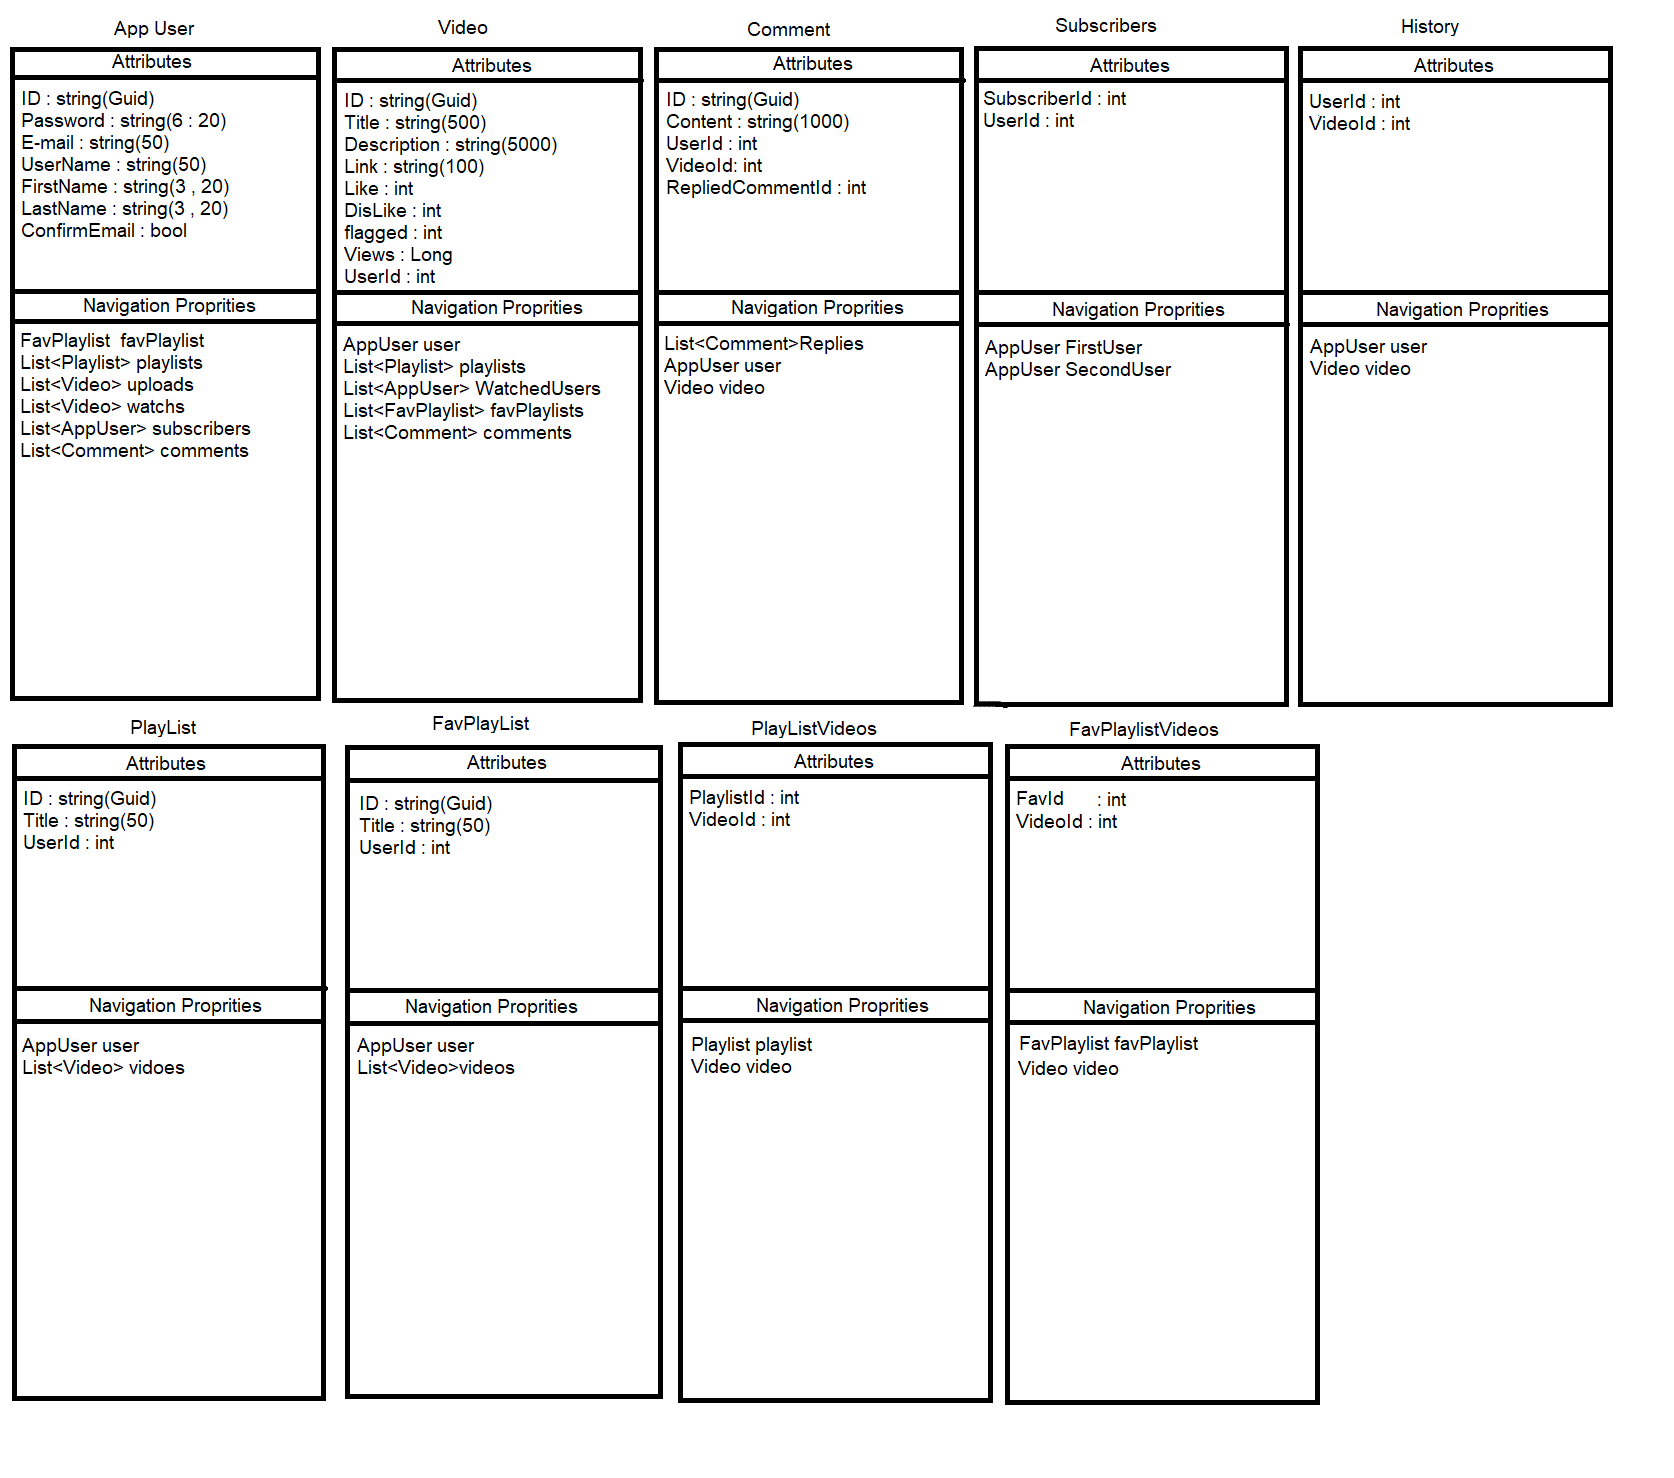 App User
Attributes
ID : string(Guid)
Password : string(6 : 20)
E-mail : string(50)
UserName : string(50)
FirstName : string(3 , 20)
LastName : string(3 , 20)
ConfirmEmail : bool
Navigation Proprities
FavPlaylist  favPlaylist
List<Playlist> playlists
List<Video> uploads
List<Video> watchs
List<AppUser> subscribers
List<Comment> comments
Video
Attributes
ID : string(Guid)
Title : string(500)
Description : string(5000)
Link : string(100)
Like : int
DisLike : int
flagged : int
Views : Long
UserId : int
Navigation Proprities
AppUser user
List<Playlist> playlists
List<AppUser> WatchedUsers
List<FavPlaylist> favPlaylists
List<Comment> comments
Comment
Attributes
ID : string(Guid)
Content : string(1000)
UserId : int
VideoId: int
RepliedCommentId : int
Navigation Proprities
List<Comment>Replies
AppUser user
Video video
Subscribers
Attributes
SubscriberId : int
UserId : int
Navigation Proprities
AppUser FirstUser
AppUser SecondUser
History
Attributes
UserId : int
VideoId : int
Navigation Proprities
AppUser user
Video video
PlayList
Attributes
ID : string(Guid)
Title : string(50)
UserId : int
Navigation Proprities
AppUser user
List<Video> vidoes
FavPlayList
Attributes
ID : string(Guid)
Title : string(50)
UserId : int
Navigation Proprities
AppUser user
List<Video>videos
PlayListVideos
Attributes
PlaylistId : int
VideoId : int
Navigation Proprities
Playlist playlist
Video video
FavPlaylistVideos
Attributes
FavId : int
VideoId : int
Navigation Proprities
FavPlaylist favPlaylist
Video video